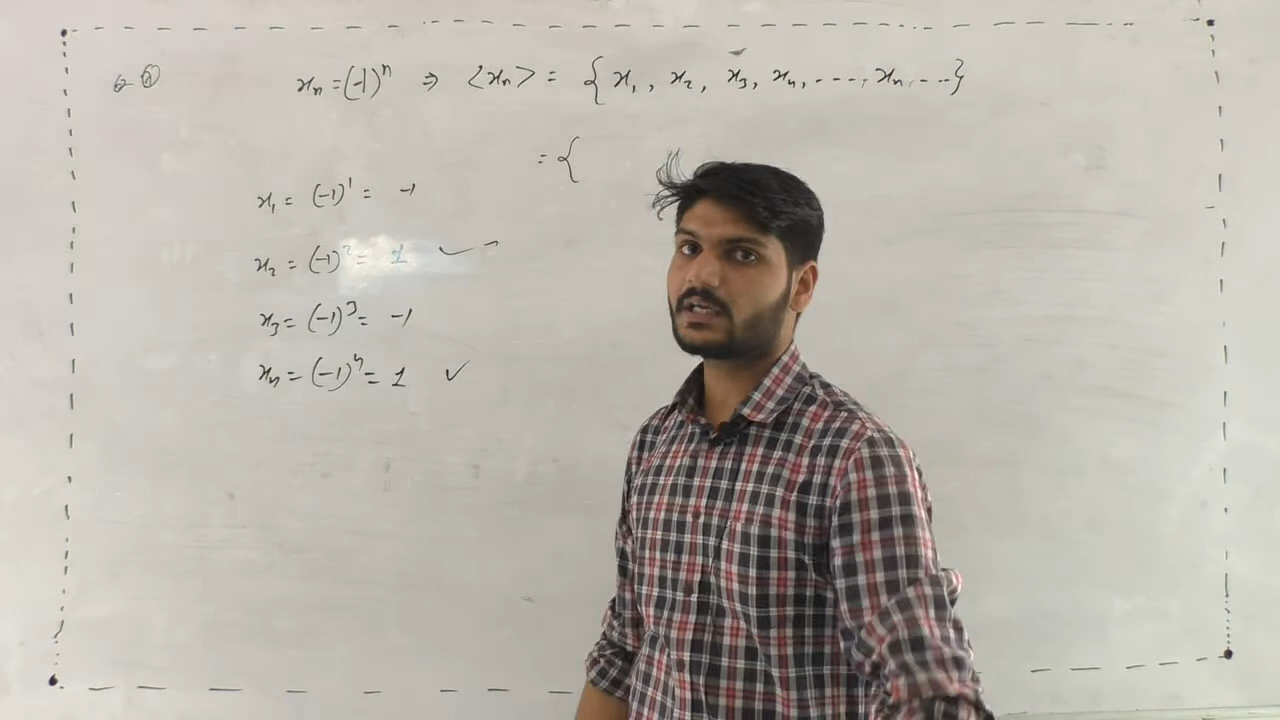 xₙ = (-1)ⁿ ⇒ <xₙ> = { x₁, x₂, x₃, x₄, ----, xₙ, --- }
= {
x₁ = (-1)¹ = -1
x₂ = (-1)² = 1 ✓
x₃ = (-1)³ = -1
x₄ = (-1)⁴ = 1 ✓